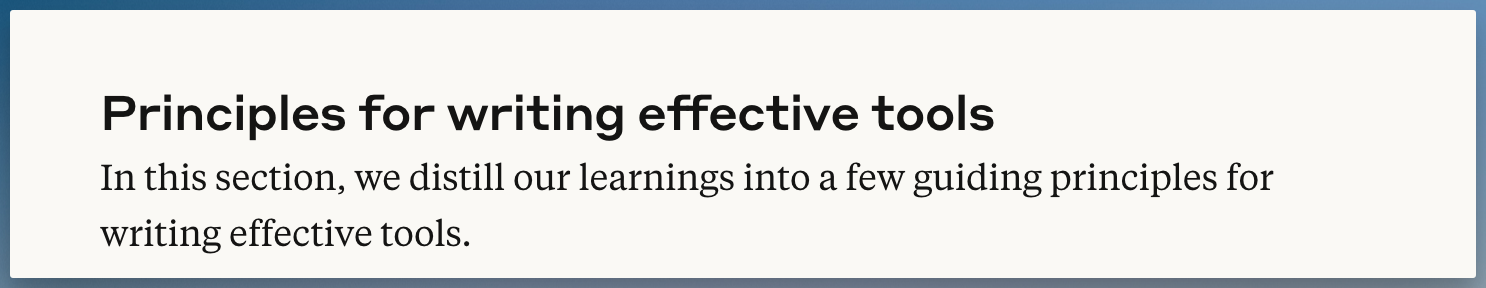 Principles for writing effective tools
In this section, we distill our learnings into a few guiding principles for
writing effective tools.